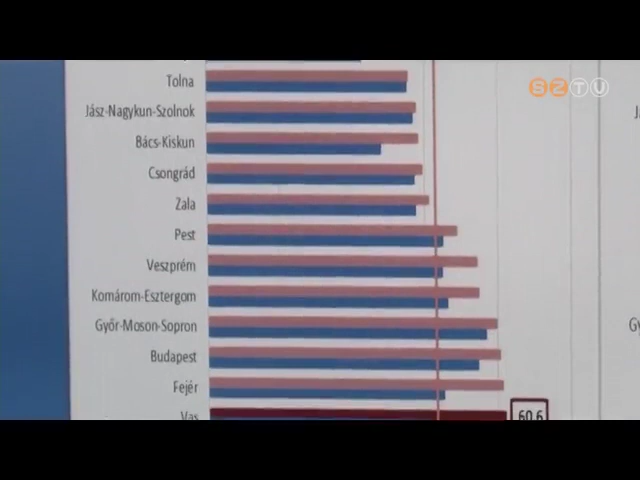 SZTV
Tolna
Jász-Nagykun-Szolnok
Bács-Kiskun
Csongrád
Zala
Pest
Veszprém
Komárom-Esztergom
Győr-Moson-Sopron
Budapest
Fejér
Vas
60,6